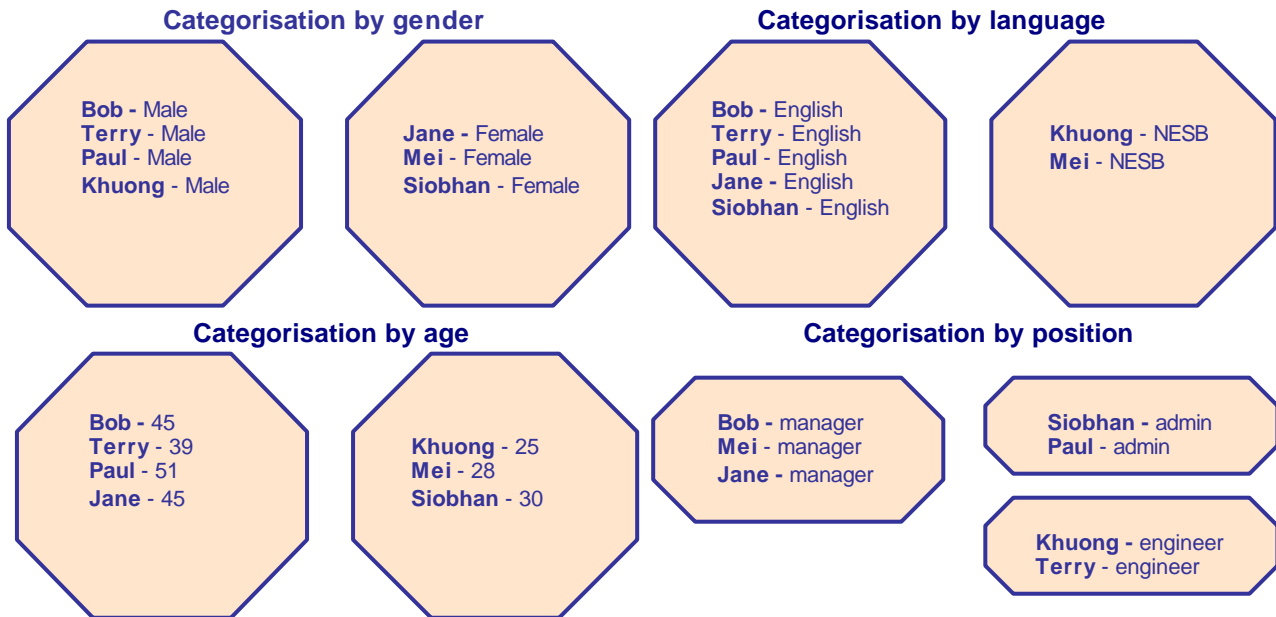 Categorisation by gender
Bob - Male
Terry - Male
Paul - Male
Khuong - Male
Jane - Female
Mei - Female
Siobhan - Female
Categorisation by language
Bob - English
Terry - English
Paul - English
Jane - English
Siobhan - English
Khuong - NESB
Mei - NESB
Categorisation by age
Bob - 45
Terry - 39
Paul - 51
Jane - 45
Khuong - 25
Mei - 28
Siobhan - 30
Categorisation by position
Bob - manager
Mei - manager
Jane - manager
Siobhan - admin
Paul - admin
Khuong - engineer
Terry - engineer